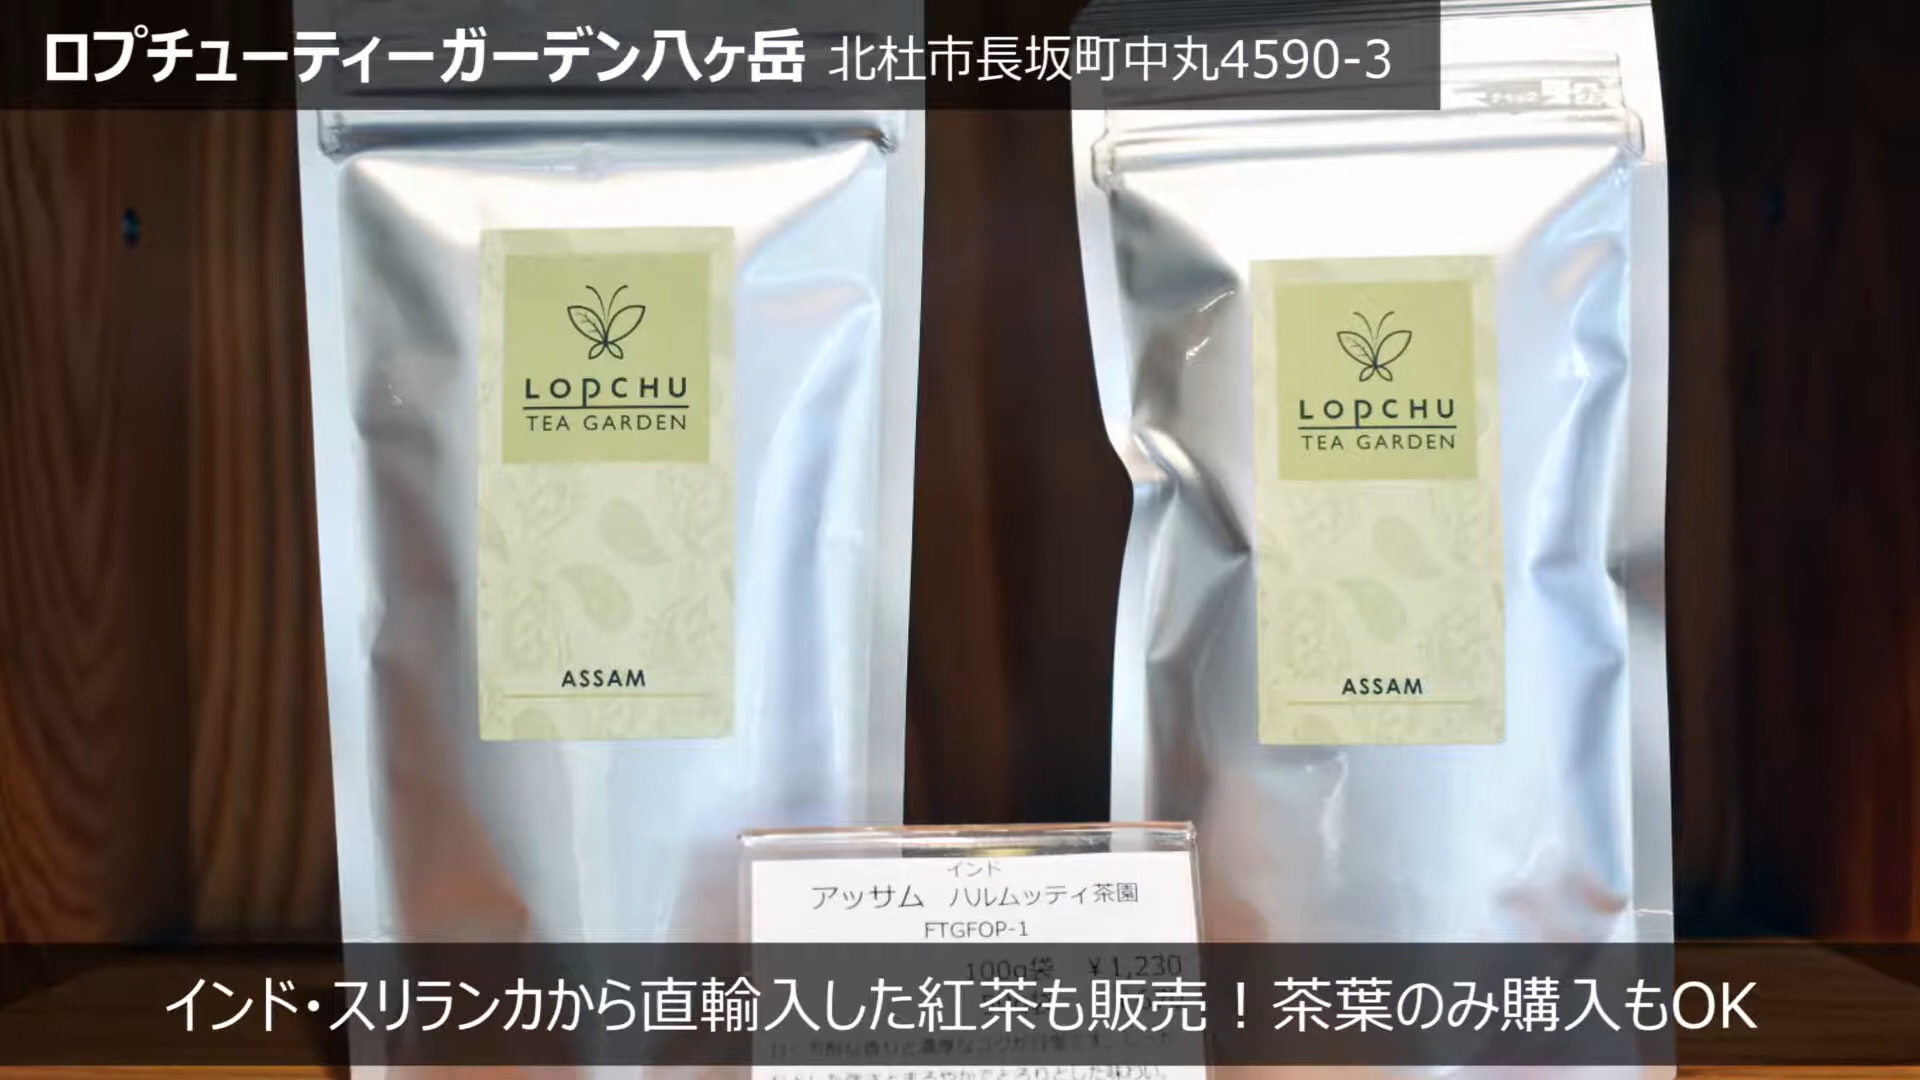 ロプチューティーガーデン八ヶ岳 北杜市長坂町中丸4590-3
LOPCHU
TEA GARDEN
ASSAM
LOPCHU
TEA GARDEN
ASSAM
インド
アッサム ハルムッティ茶園
FTGFOP-1
100g袋 ￥1,230
インド・スリランカから直輸入した紅茶も販売！茶葉のみ購入もOK